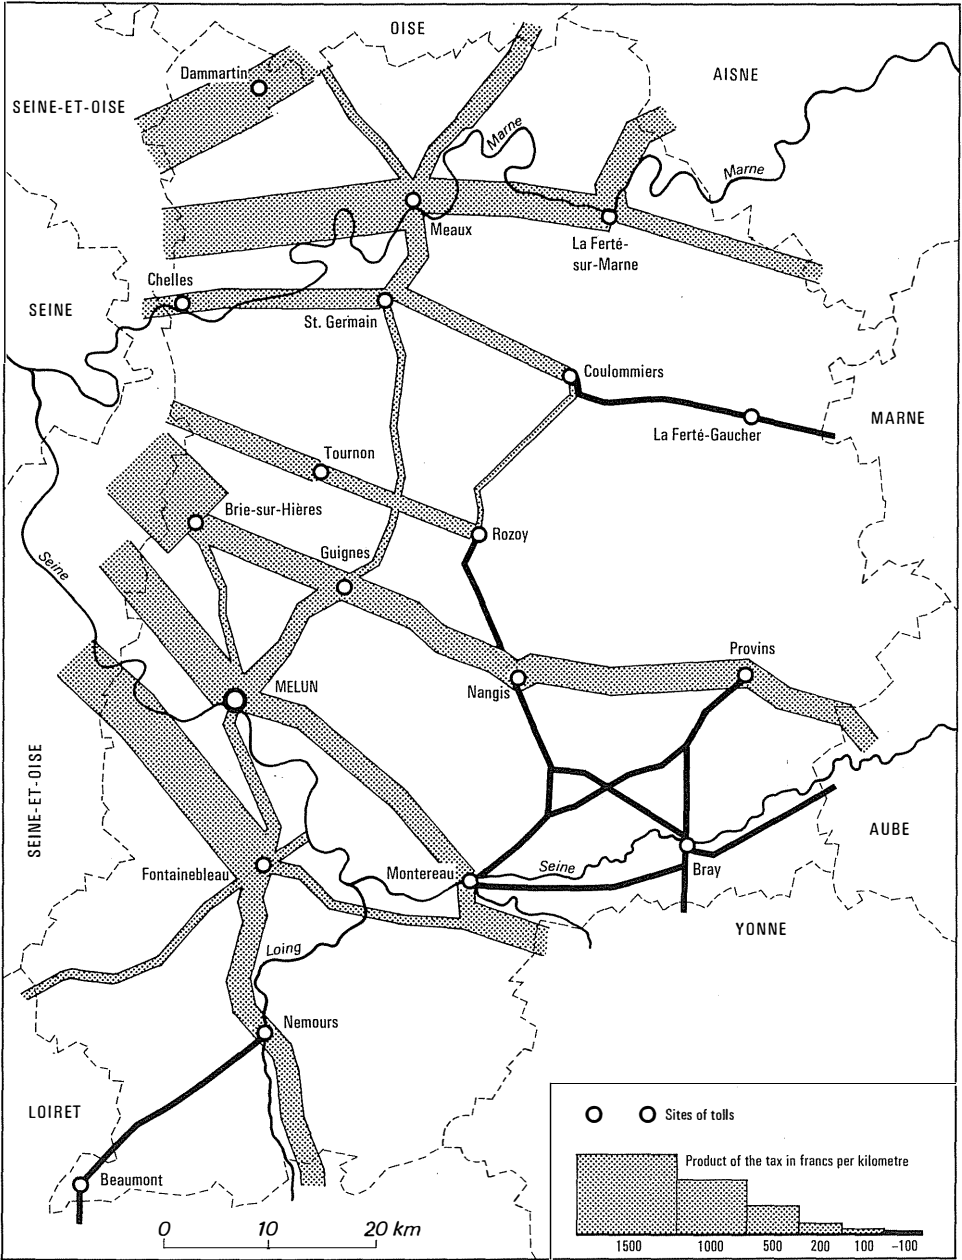 OISE
AISNE
Dammartin
SEINE-ET-OISE
Marne
Marne
Meaux
La Ferté-
sur-Marne
Chelles
SEINE
St. Germain
Coulommiers
MARNE
La Ferté-Gaucher
Tournon
Brie-sur-Hières
Rozoy
Guignes
Seine
Provins
MELUN
Nangis
SEINE-ET-OISE
AUBE
Fontainebleau
Montereau
Seine
Bray
YONNE
Loing
Nemours
LOIRET
Sites of tolls
Product of the tax in francs per kilometre
Beaumont
0 10 20 km
1500 1000 500 200 100 –100